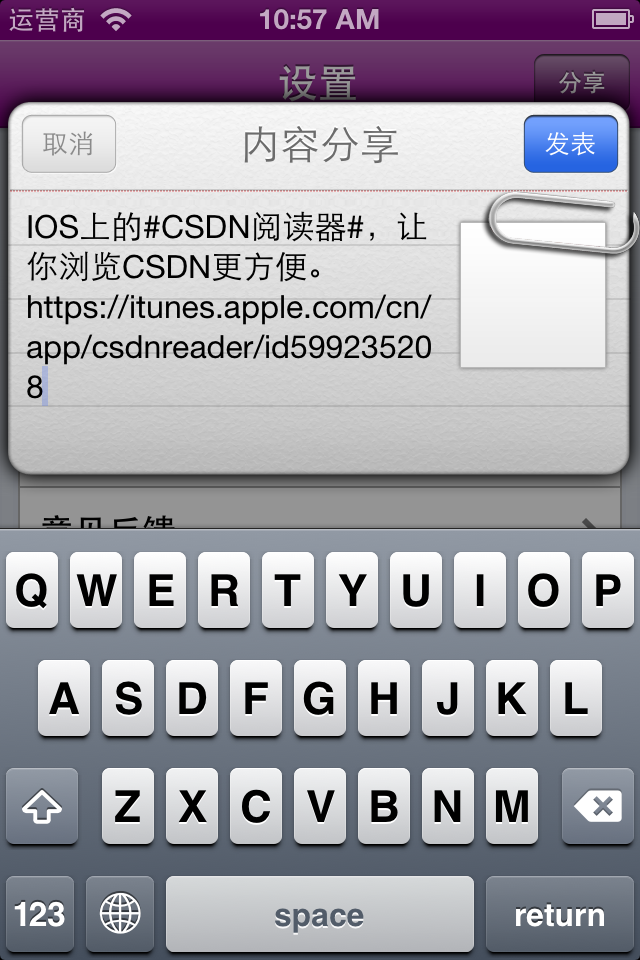 运营商 10:57 AM
设置
分享
取消 内容分享 发表
IOS上的#CSDN阅读器#，让
你浏览CSDN更方便。
https://itunes.apple.com/cn/
app/csdnreader/id59923520
8
意见反馈
Q W E R T Y U I O P
A S D F G H J K L
Z X C V B N M
123 space return